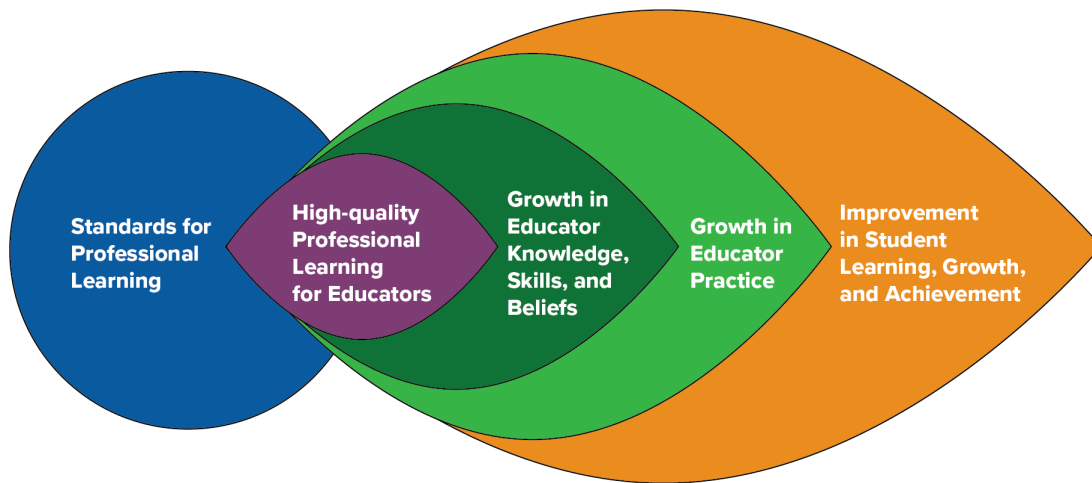 Standards for
Professional
Learning
High-quality
Professional
Learning
for Educators
Growth in
Educator
Knowledge,
Skills, and
Beliefs
Growth in
Educator
Practice
Improvement
in Student
Learning, Growth,
and Achievement